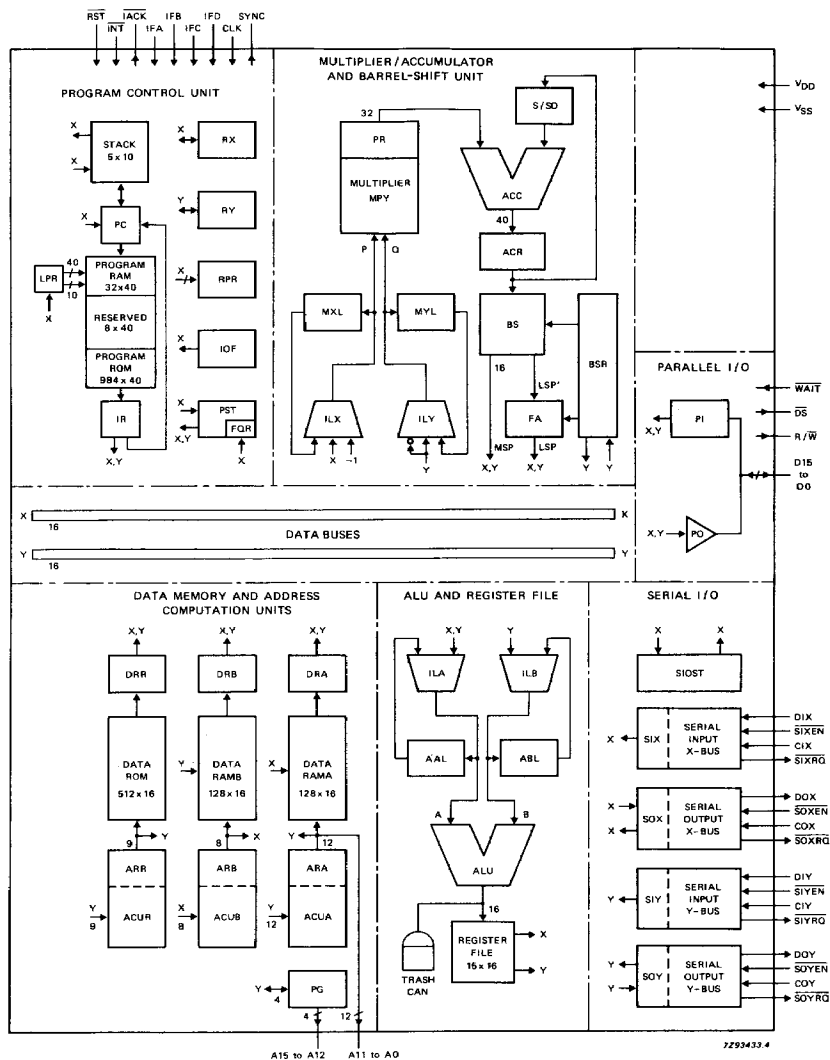 RST INT IACK IFA IFB IFC IFD CLK SYNC
PROGRAM CONTROL UNIT
X
STACK
5 x 10
X
X
PC
LPR
40
10
X
PROGRAM
RAM
32x40
RESERVED
8 x 40
PROGRAM
ROM
984 x 40
IR
X,Y
X
RX
Y
RY
X
RPR
X
IOF
X
X,Y
PST
FQR
X
MULTIPLIER/ACCUMULATOR
AND BARREL-SHIFT UNIT
32
PR
MULTIPLIER
MPY
P
Q
S/SD
ACC
40
ACR
MXL
MYL
BS
BSR
16
LSP'
ILX
X
-1
ILY
Y
FA
MSP
X,Y
LSP
X,Y
Y
Y
VDD
VSS
PARALLEL I/O
WAIT
DS
R/W
D15
to
D0
X,Y
PI
X,Y
PO
X
16
X
DATA BUSES
Y
16
Y
DATA MEMORY AND ADDRESS
COMPUTATION UNITS
X,Y
X,Y
X,Y
DRR
DRB
DRA
DATA
ROM
512 x 16
Y
DATA
RAMB
128 x 16
X
DATA
RAMA
128 x 16
9
Y
8
X
Y
12
ARR
ARB
ARA
Y
9
ACUR
X
8
ACUB
Y
12
ACUA
Y
4
PG
4
12
A15 to A12
A11 to A0
ALU AND REGISTER FILE
X,Y
Y
ILA
ILB
AAL
ABL
A
B
ALU
16
TRASH
CAN
REGISTER
FILE
15 x 16
X
Y
SERIAL I/O
X
X
SIOST
X
SIX
SERIAL
INPUT
X-BUS
DIX
SIXEN
CIX
SIXRQ
X
X
SOX
SERIAL
OUTPUT
X-BUS
DOX
SOXEN
COX
SOXRQ
Y
SIY
SERIAL
INPUT
Y-BUS
DIY
SIYEN
CIY
SIYRQ
Y
Y
SOY
SERIAL
OUTPUT
Y-BUS
DOY
SOYEN
COY
SOYRQ
7Z93433.4